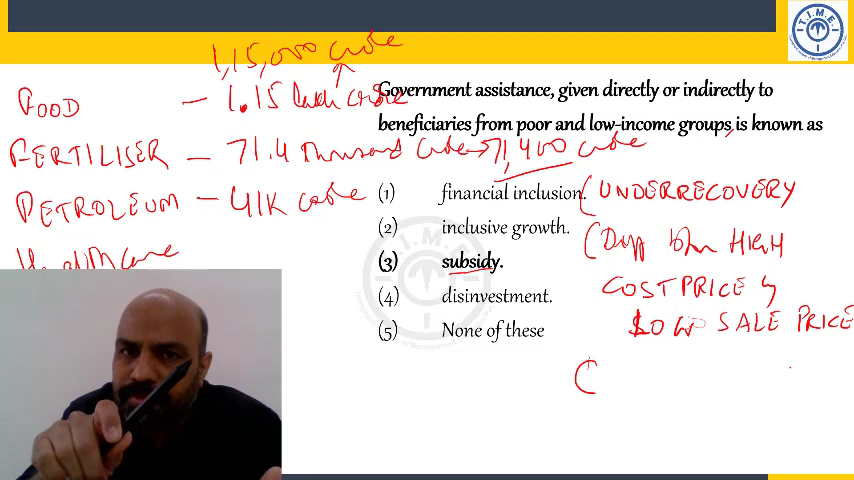 T.I.M.E.
1,15,000 crore
FOOD - 1.15 lakh crore
FERTILISER - 71.4 thousand crore → 71,400 crore
PETROLEUM - 41K crore
Healthcare
Government assistance, given directly or indirectly to
beneficiaries from poor and low-income groups, is known as
(1) financial inclusion.
(2) inclusive growth.
(3) subsidy.
(4) disinvestment.
(5) None of these
(UNDERRECOVERY
(Diff b/w HIGH
COST PRICE &
LOW SALE PRICE
(